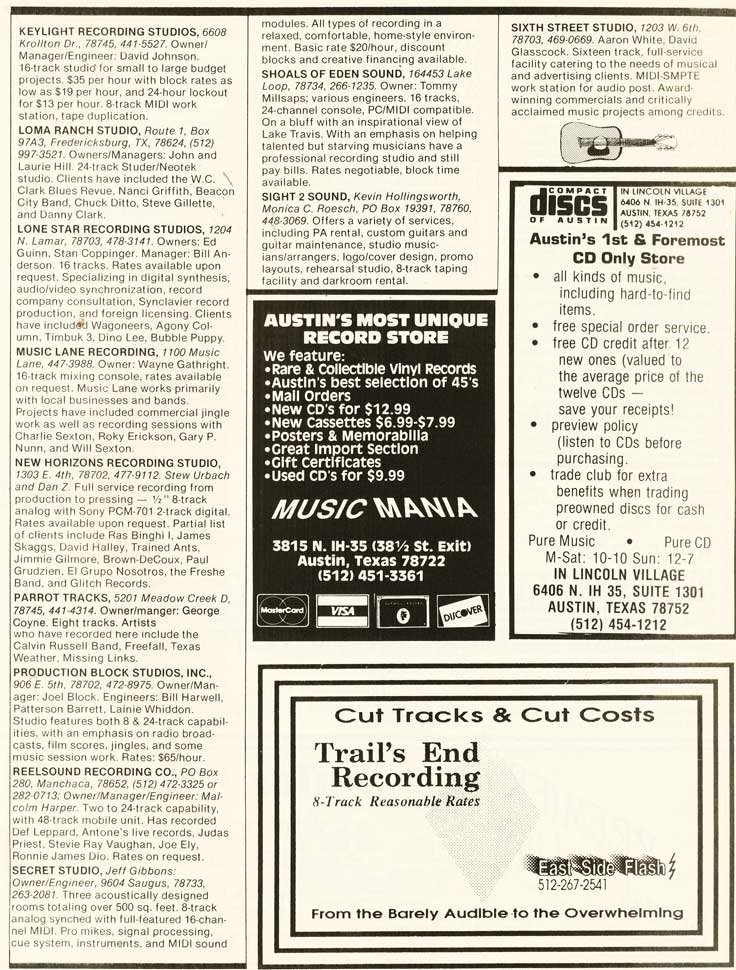 KEYLIGHT RECORDING STUDIOS, 6608
Krollton Dr., 78745, 441-5527. Owner/
Manager/Engineer: David Johnson.
16-track studio for small to large budget
projects. $35 per hour with block rates as
low as $19 per hour, and 24-hour lockout
for $13 per hour. 8-track MIDI work
station, tape duplication.
LOMA RANCH STUDIO, Route 1, Box
97A3, Fredericksburg, TX, 78624, (512)
997-3521. Owners/Managers: John and
Laurie Hill. 24-track Studer/Neotek
studio. Clients have included the W.C.
Clark Blues Revue, Nanci Griffith, Beacon
City Band, Chuck Ditto, Steve Gillette,
and Danny Clark.
LONE STAR RECORDING STUDIOS, 1204
N. Lamar, 78703, 478-3141. Owners: Ed
Guinn, Stan Coppinger. Manager: Bill An-
derson. 16 tracks. Rates available upon
request. Specializing in digital synthesis,
audio/video synchronization, record
company consultation, Synclavier record
production, and foreign licensing. Clients
have included Wagoneers, Agony Col-
umn, Timbuk 3, Dino Lee, Bubble Puppy.
MUSIC LANE RECORDING, 1100 Music
Lane, 447-3988. Owner: Wayne Gathright.
16-track mixing console, rates available
on request. Music Lane works primarily
with local businesses and bands.
Projects have included commercial jingle
work as well as recording sessions with
Charlie Sexton, Roky Erickson, Gary P.
Nunn, and Will Sexton.
NEW HORIZONS RECORDING STUDIO,
1303 E. 4th, 78702, 477-9112. Stew Urbach
and Dan Z. Full service recording from
production to pressing — ½" 8-track
analog with Sony PCM-701 2-track digital.
Rates available upon request. Partial list
of clients include Ras Binghi I, James
Skaggs, David Halley, Trained Ants,
Jimmie Gilmore, Brown-DeCoux, Paul
Grudzien, El Grupo Nosotros, the Freshe
Band, and Glitch Records.
PARROT TRACKS, 5201 Meadow Creek D,
78745, 441-4314. Owner/manger: George
Coyne. Eight tracks. Artists
who have recorded here include the
Calvin Russell Band, Freefall, Texas
Weather, Missing Links.
PRODUCTION BLOCK STUDIOS, INC.,
906 E. 5th, 78702, 472-8975. Owner/Man-
ager: Joel Block. Engineers: Bill Harwell,
Patterson Barrett, Lainie Whiddon.
Studio features both 8 & 24-track capabil-
ities, with an emphasis on radio broad-
casts, film scores, jingles, and some
music session work. Rates: $65/hour.
REELSOUND RECORDING CO., PO Box
280, Manchaca, 78652, (512) 472-3325 or
282-0713; Owner/Manager/Engineer: Mal-
colm Harper. Two to 24-track capability,
with 48-track mobile unit. Has recorded
Def Leppard, Antone's live records, Judas
Priest, Stevie Ray Vaughan, Joe Ely,
Ronnie James Dio. Rates on request.
SECRET STUDIO, Jeff Gibbons:
Owner/Engineer, 9604 Saugus, 78733,
263-2081. Three acoustically designed
rooms totaling over 500 sq. feet. 8-track
analog synched with full-featured 16-chan-
nel MIDI. Pro mikes, signal processing,
cue system, instruments, and MIDI sound
modules. All types of recording in a
relaxed, comfortable, home-style environ-
ment. Basic rate $20/hour, discount
blocks and creative financing available.
SHOALS OF EDEN SOUND, 164453 Lake
Loop, 78734, 266-1235. Owner: Tommy
Millsaps; various engineers. 16 tracks,
24-channel console, PC/MIDI compatible.
On a bluff with an inspirational view of
Lake Travis. With an emphasis on helping
talented but starving musicians have a
professional recording studio and still
pay bills. Rates negotiable, block time
available.
SIGHT 2 SOUND, Kevin Hollingsworth,
Monica C. Roesch, PO Box 19391, 78760,
448-3069. Offers a variety of services,
including PA rental, custom guitars and
guitar maintenance, studio music-
ians/arrangers, logo/cover design, promo
layouts, rehearsal studio, 8-track taping
facility and darkroom rental.
AUSTIN'S MOST UNIQUE
RECORD STORE
We feature:
•Rare & Collectible Vinyl Records
•Austin's best selection of 45's
•Mail Orders
•New CD's for $12.99
•New Cassettes $6.99-$7.99
•Posters & Memorabilia
•Great Import Section
•Gift Certificates
•Used CD's for $9.99
MUSIC MANIA
3815 N. IH-35 (38½ St. Exit)
Austin, Texas 78722
(512) 451-3361
MasterCard
VISA
DISCOVER
SIXTH STREET STUDIO, 1203 W. 6th,
78703, 469-0669. Aaron White, David
Glasscock. Sixteen track, full-service
facility catering to the needs of musical
and advertising clients. MIDI-SMPTE
work station for audio post. Award-
winning commercials and critically
acclaimed music projects among credits.
COMPACT
discs
OF AUSTIN
IN LINCOLN VILLAGE
6406 N. IH-35, SUITE 1301
AUSTIN, TEXAS 78752
(512) 454-1212
Austin's 1st & Foremost
CD Only Store
• all kinds of music,
including hard-to-find
items.
• free special order service.
• free CD credit after 12
new ones (valued to
the average price of the
twelve CDs —
save your receipts!
• preview policy
(listen to CDs before
purchasing.
• trade club for extra
benefits when trading
preowned discs for cash
or credit.
Pure Music • Pure CD
M-Sat: 10-10 Sun: 12-7
IN LINCOLN VILLAGE
6406 N. IH 35, SUITE 1301
AUSTIN, TEXAS 78752
(512) 454-1212
Cut Tracks & Cut Costs
Trail's End
Recording
8-Track Reasonable Rates
East Side Flash
512-267-2541
From the Barely Audible to the Overwhelming